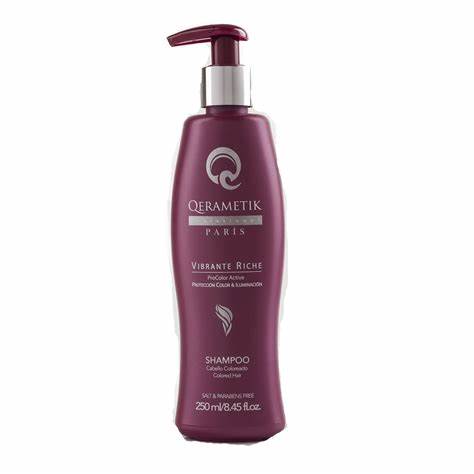 QERAMETIK
PARÍS
VIBRANTE RICHE
ProColor Active
PROTECCIÓN COLOR & ILUMINACIÓN
SHAMPOO
Cabello Coloreado
Colored Hair
SALT & PARABENS FREE
250 ml/8.45 fl.oz.